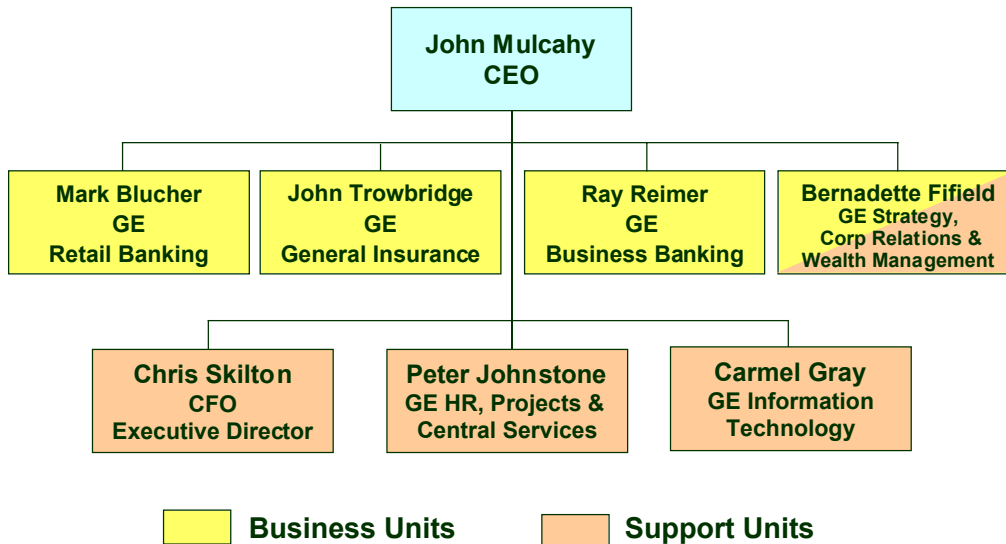 John Mulcahy
CEO
Mark Blucher
GE
Retail Banking
John Trowbridge
GE
General Insurance
Ray Reimer
GE
Business Banking
Bernadette Fifield
GE Strategy,
Corp Relations &
Wealth Management
Chris Skilton
CFO
Executive Director
Peter Johnstone
GE HR, Projects &
Central Services
Carmel Gray
GE Information
Technology
Business Units
Support Units